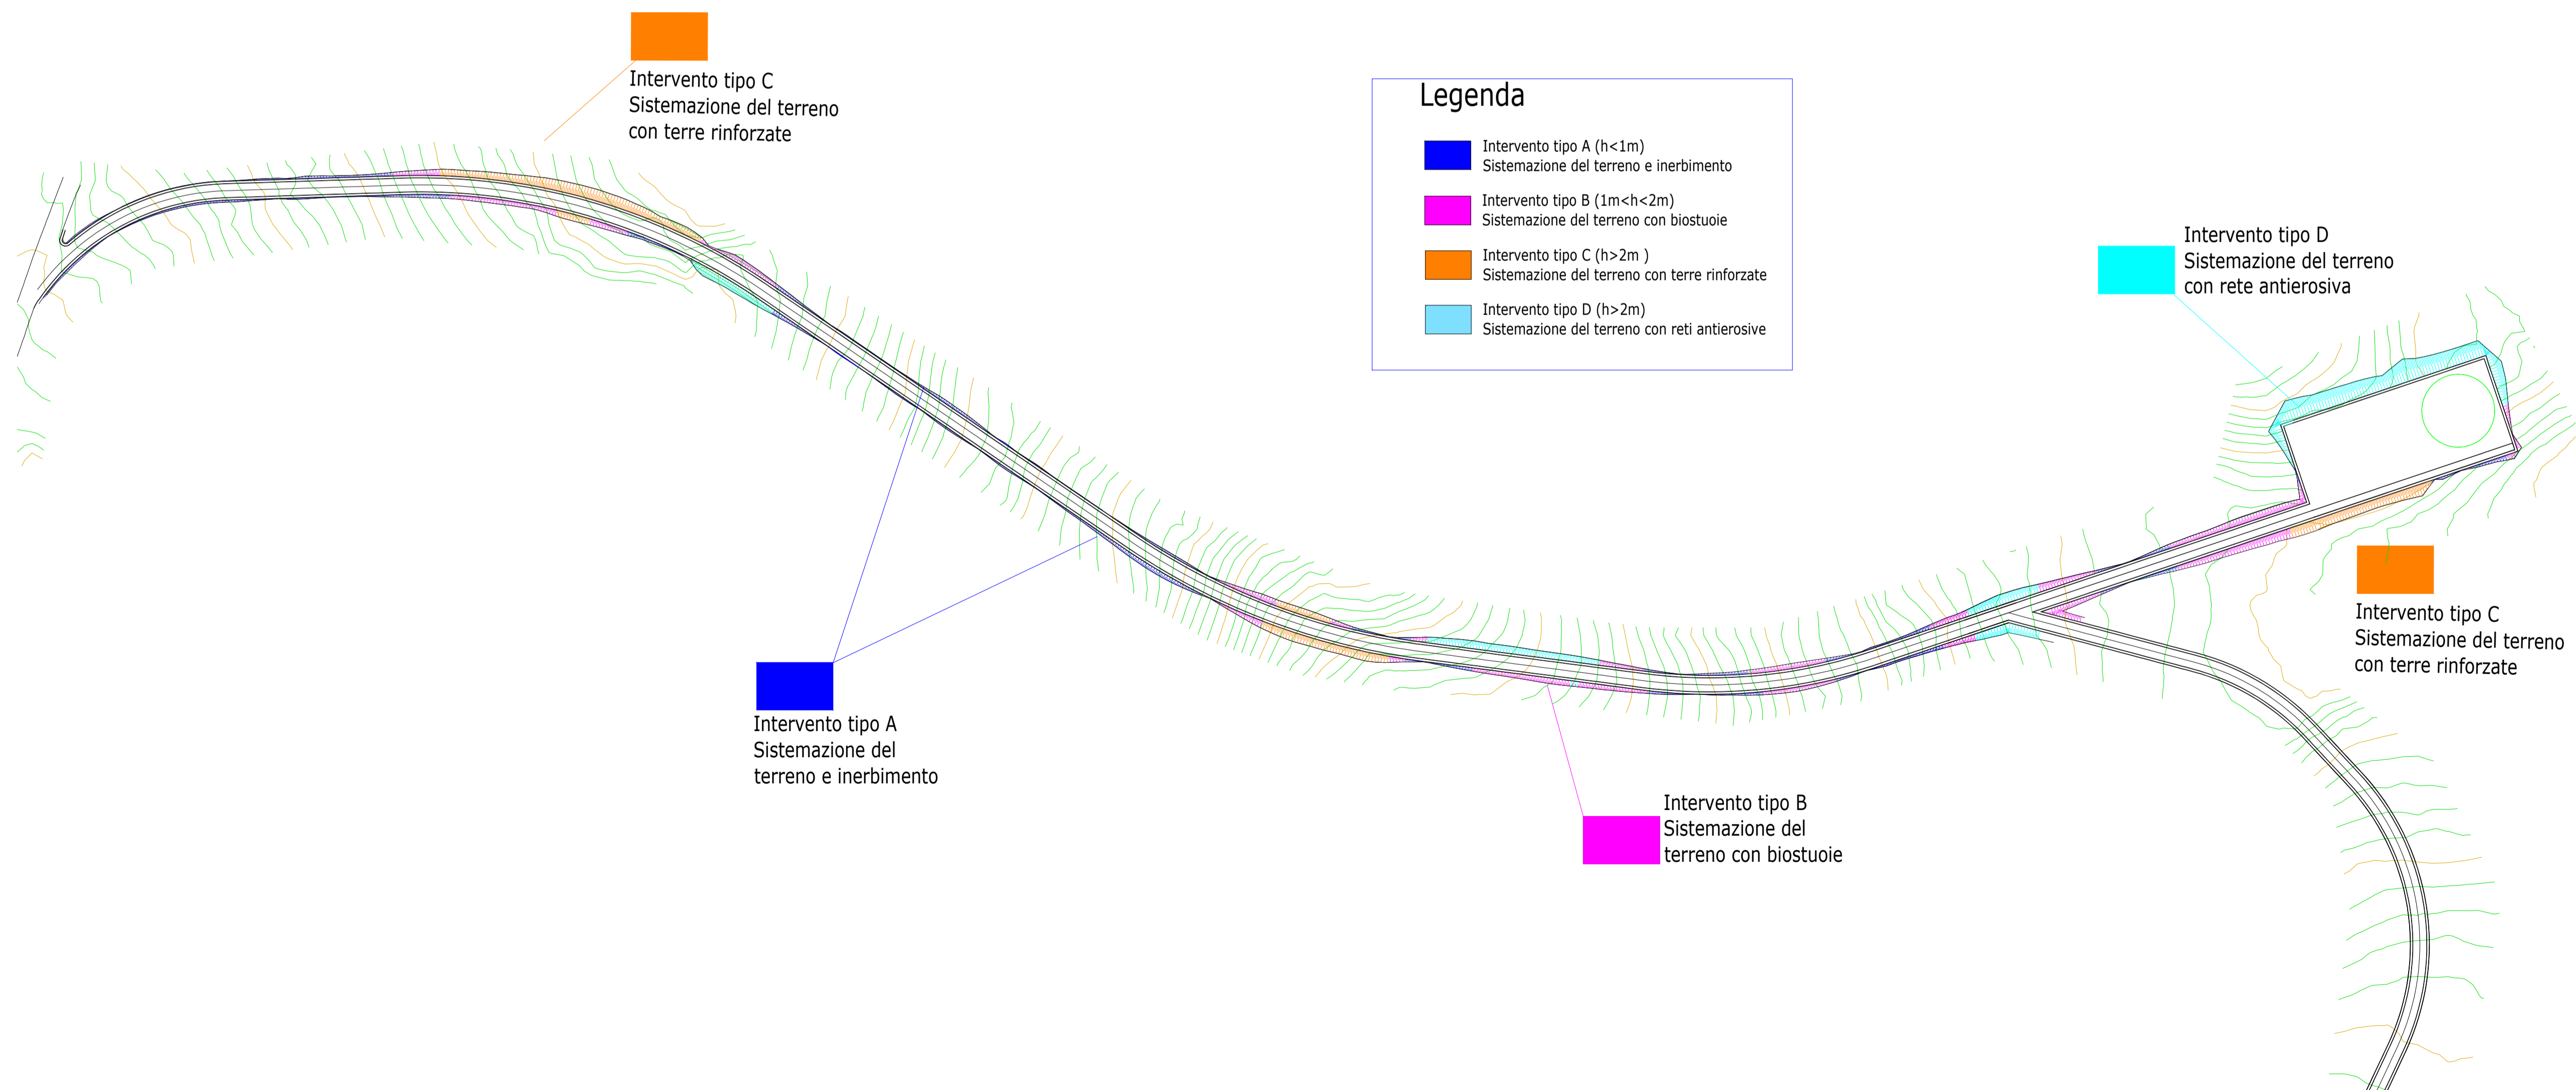 Intervento tipo C
Sistemazione del terreno
con terre rinforzate
Legenda
Intervento tipo A (h<1m)
Sistemazione del terreno e inerbimento
Intervento tipo B (1m<h<2m)
Sistemazione del terreno con biostuoie
Intervento tipo C (h>2m )
Sistemazione del terreno con terre rinforzate
Intervento tipo D (h>2m)
Sistemazione del terreno con reti antierosive
Intervento tipo D
Sistemazione del terreno
con rete antierosiva
Intervento tipo C
Sistemazione del terreno
con terre rinforzate
Intervento tipo A
Sistemazione del
terreno e inerbimento
Intervento tipo B
Sistemazione del
terreno con biostuoie